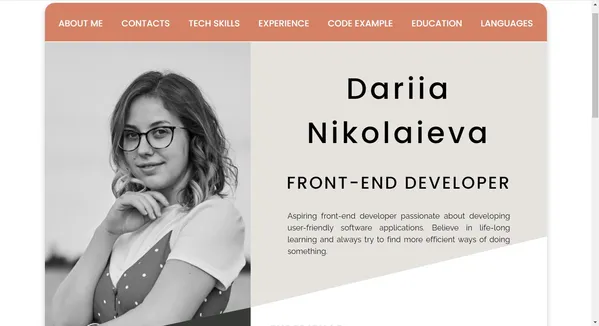 ABOUT ME CONTACTS TECH SKILLS EXPERIENCE CODE EXAMPLE EDUCATION LANGUAGES
Dariia
Nikolaieva
FRONT-END DEVELOPER
Aspiring front-end developer passionate about developing
user-friendly software applications. Believe in life-long
learning and always try to find more efficient ways of doing
something.